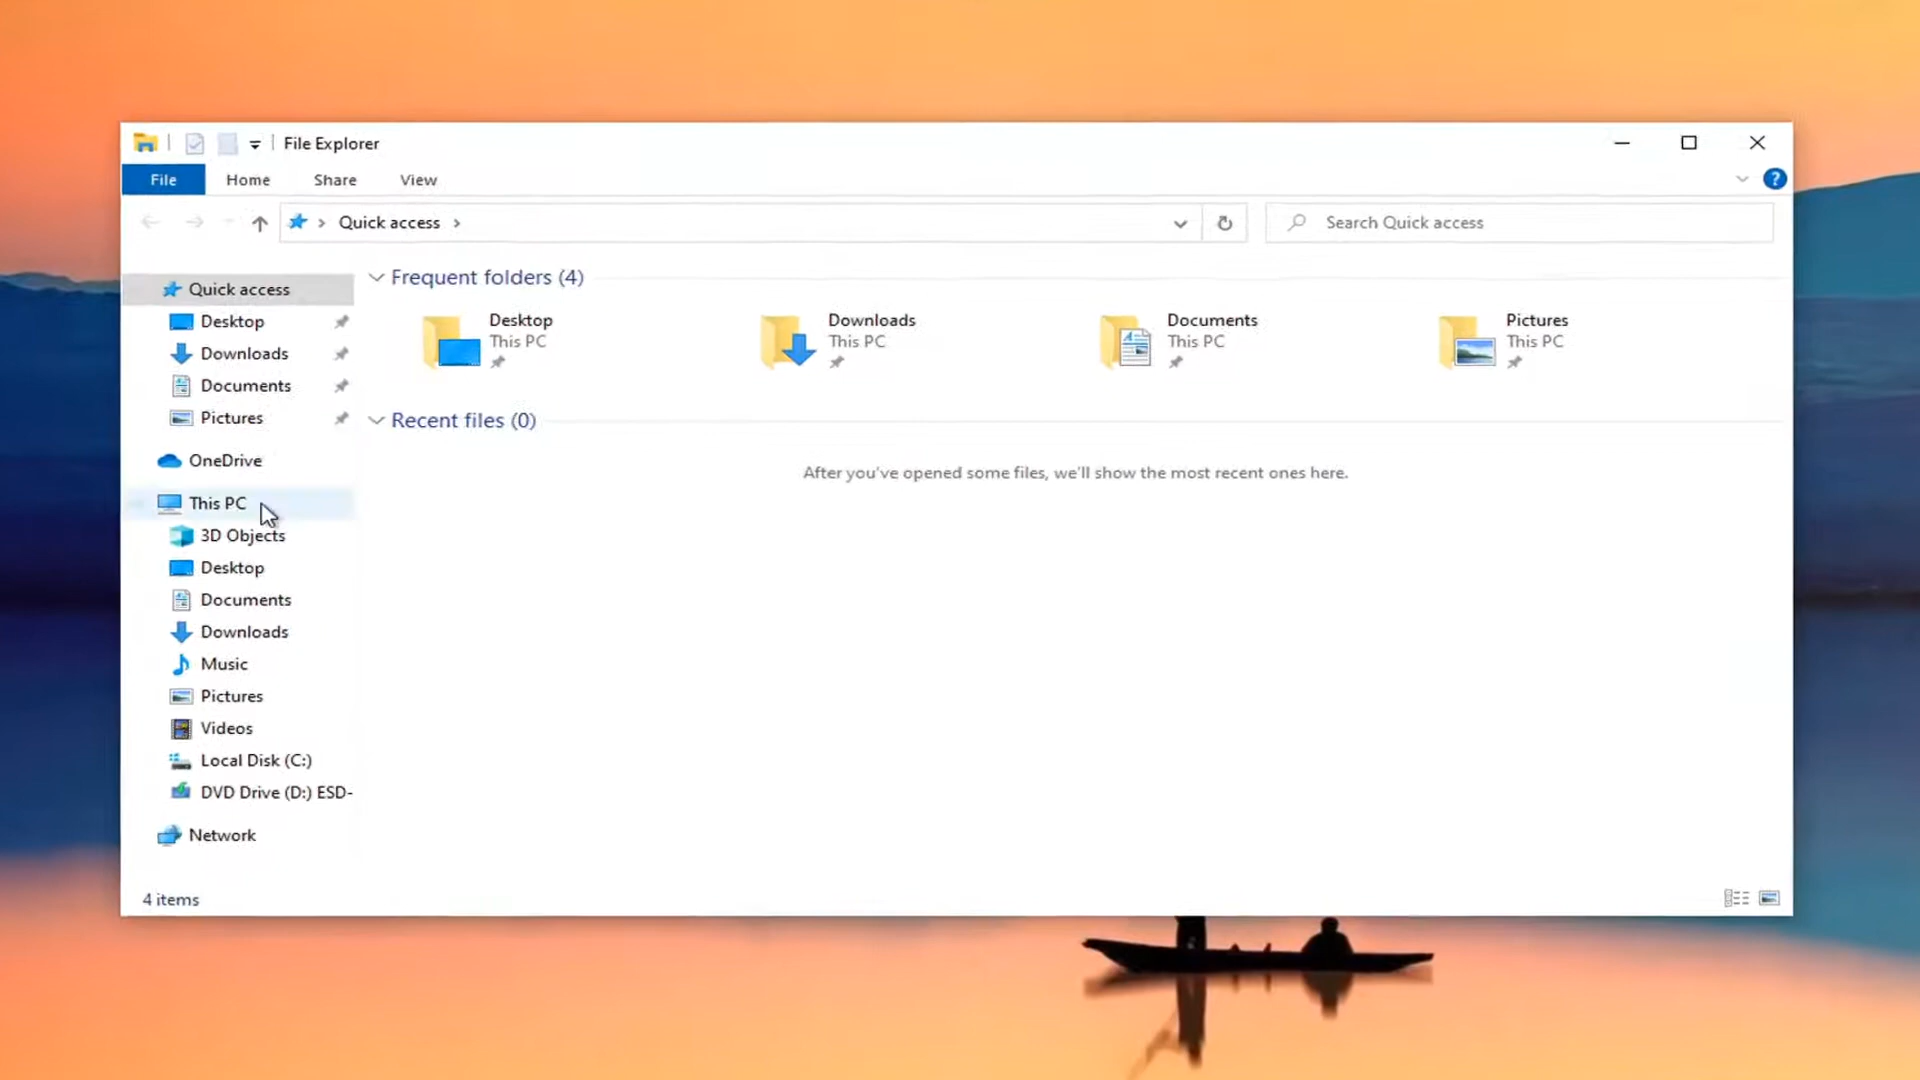 File Explorer
File Home Share View ?
Quick access
Search Quick access
Quick access
Desktop
Downloads
Documents
Pictures
OneDrive
This PC
3D Objects
Desktop
Documents
Downloads
Music
Pictures
Videos
Local Disk (C:)
DVD Drive (D:) ESD-
Network
Frequent folders (4)
Desktop
This PC
Downloads
This PC
Documents
This PC
Pictures
This PC
Recent files (0)
After you've opened some files, we'll show the most recent ones here.
4 items